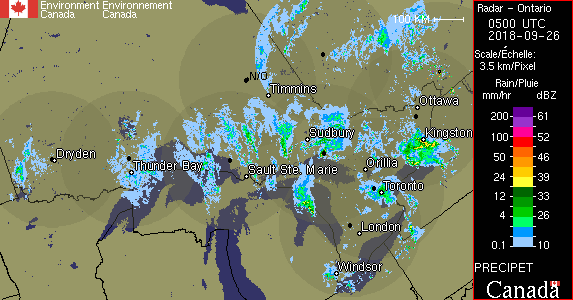 Environment Environnement
Canada Canada
100 KM
N/O
Timmins
Ottawa
Sudbury
Kingston
Dryden
Thunder Bay
Sault Ste. Marie
Orillia
Toronto
London
Windsor
Radar - Ontario
0500 UTC
2018-09-26
Scale/Échelle:
3.5 km/Pixel
Rain/Pluie
mm/hr dBZ
200 61
100 52
50 46
24 39
12 33
4 26
0.1 10
PRECIPET
Canada